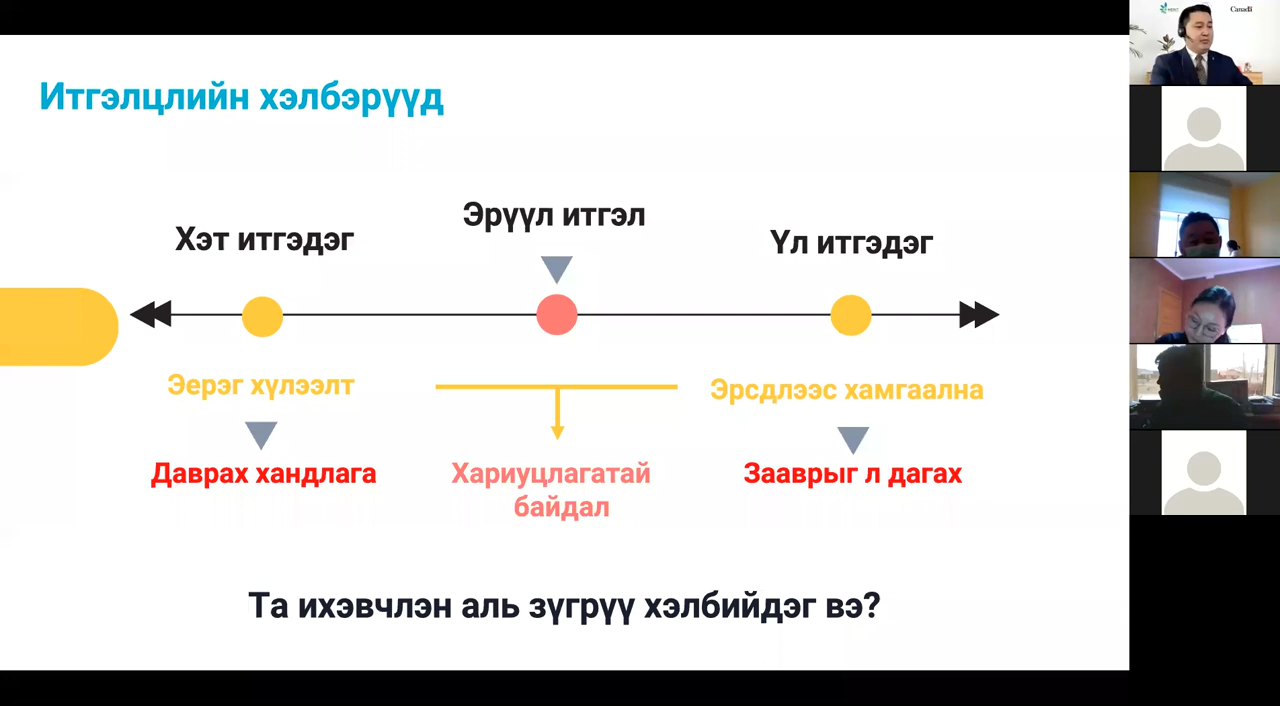 Итгэлцлийн хэлбэрүүд
Эрүүл итгэл
Хэт итгэдэг
Үл итгэдэг
Эерэг хүлээлт
Эрсдлээс хамгаална
Даврах хандлага
Хариуцлагатай
байдал
Зааврыг л дагах
Та ихэвчлэн аль зүгрүү хэлбийдэг вэ?
Canada